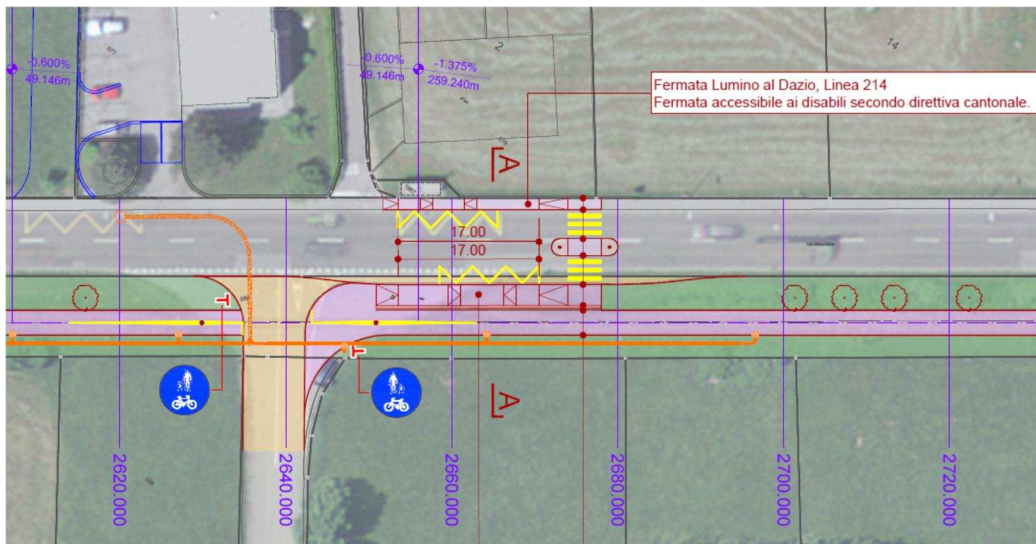 -0.600%
49.146m
-0.600%
49.146m
-1.375%
259.240m
2
14
Fermata Lumino al Dazio, Linea 214
Fermata accessibile ai disabili secondo direttiva cantonale.
A
17.00
17.00
T
T
A
2620.000
2640.000
2660.000
2680.000
2700.000
2720.000